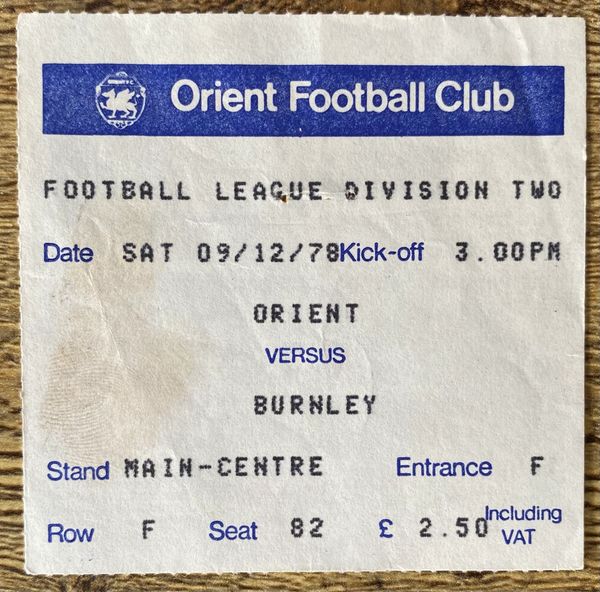 Orient Football Club
FOOTBALL LEAGUE DIVISION TWO
Date SAT 09/12/78 Kick-off 3.00PM
ORIENT
VERSUS
BURNLEY
Stand MAIN-CENTRE Entrance F
Row F Seat 82 £ 2.50 Including VAT